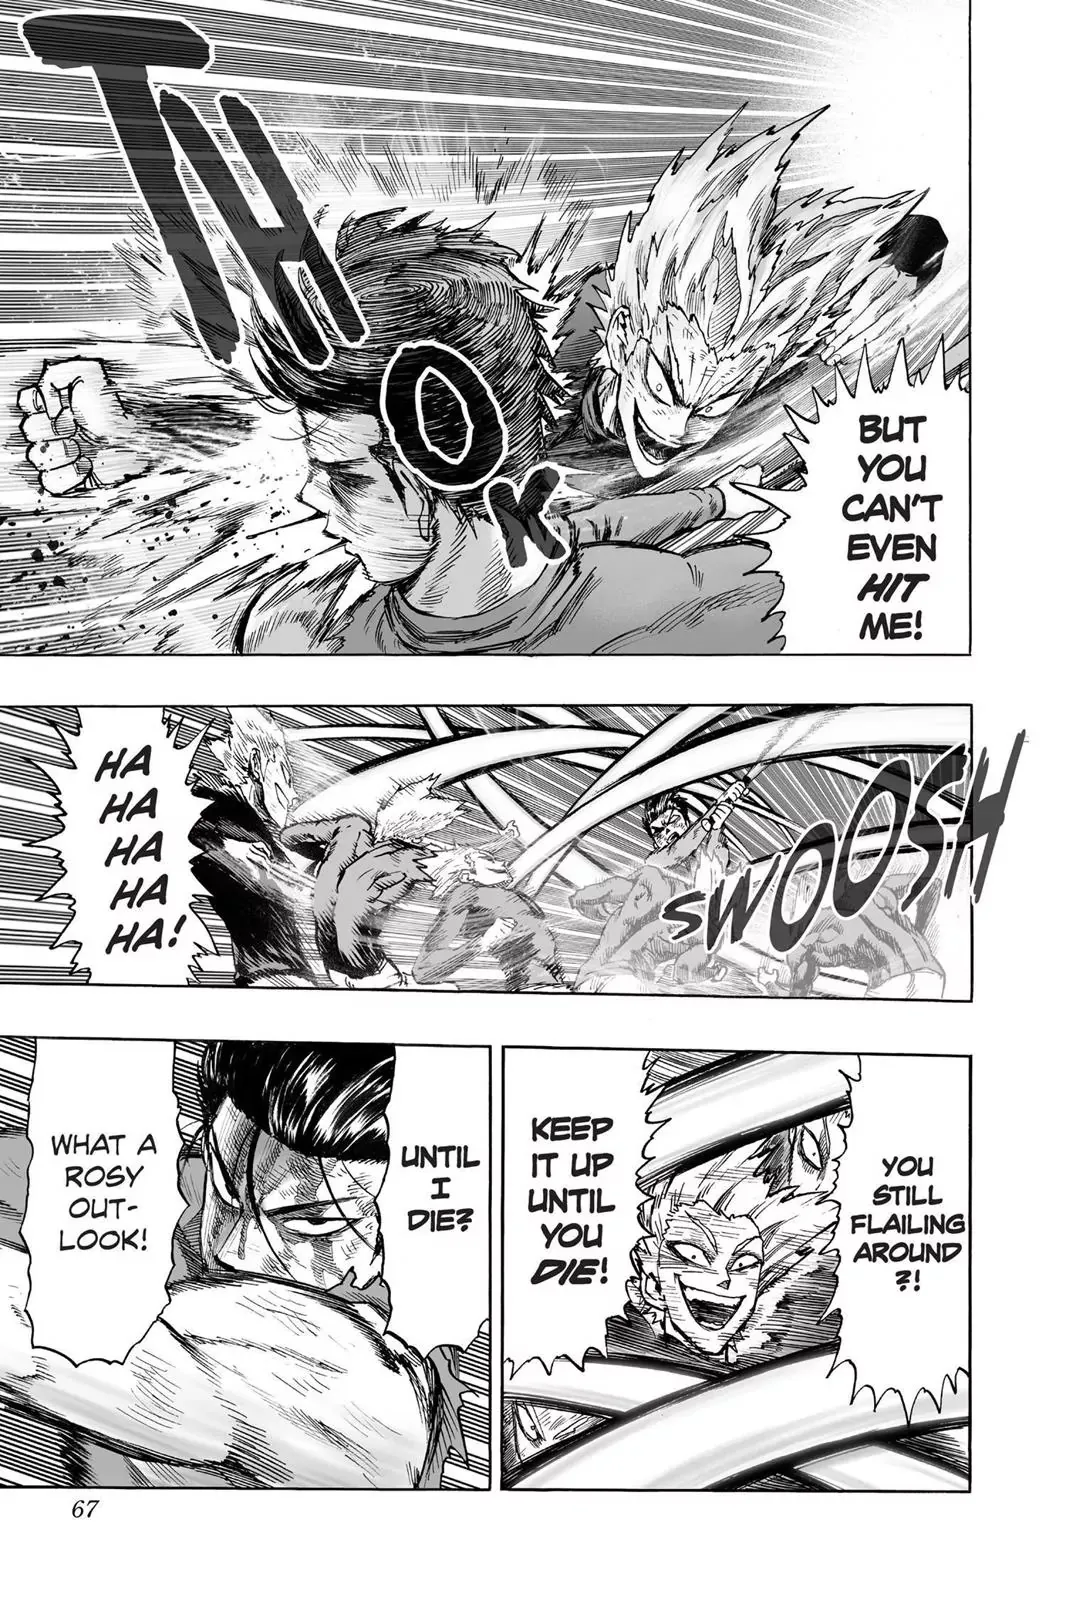 THOK
BUT
YOU
CAN'T
EVEN
HIT
ME!
SWOOSH
HA
HA
HA
HA
HA!
YOU
STILL
FLAILING
AROUND
?!
KEEP
IT UP
UNTIL
YOU
DIE!
UNTIL
I
DIE?
WHAT A
ROSY
OUT-
LOOK!
67